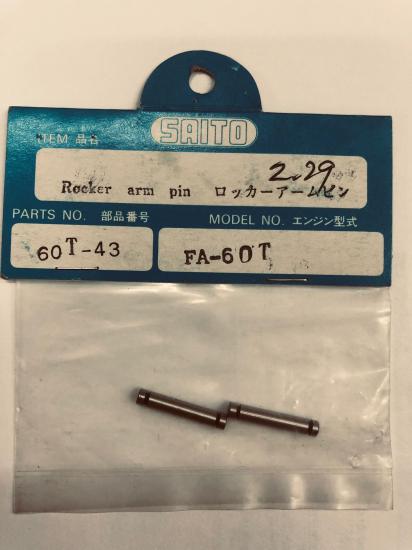 SAITO
ITEM 品名
2.29
Rocker arm pin ロッカーアームピン
PARTS NO. 部品番号 MODEL NO. エンジン型式
60T-43 FA-60T